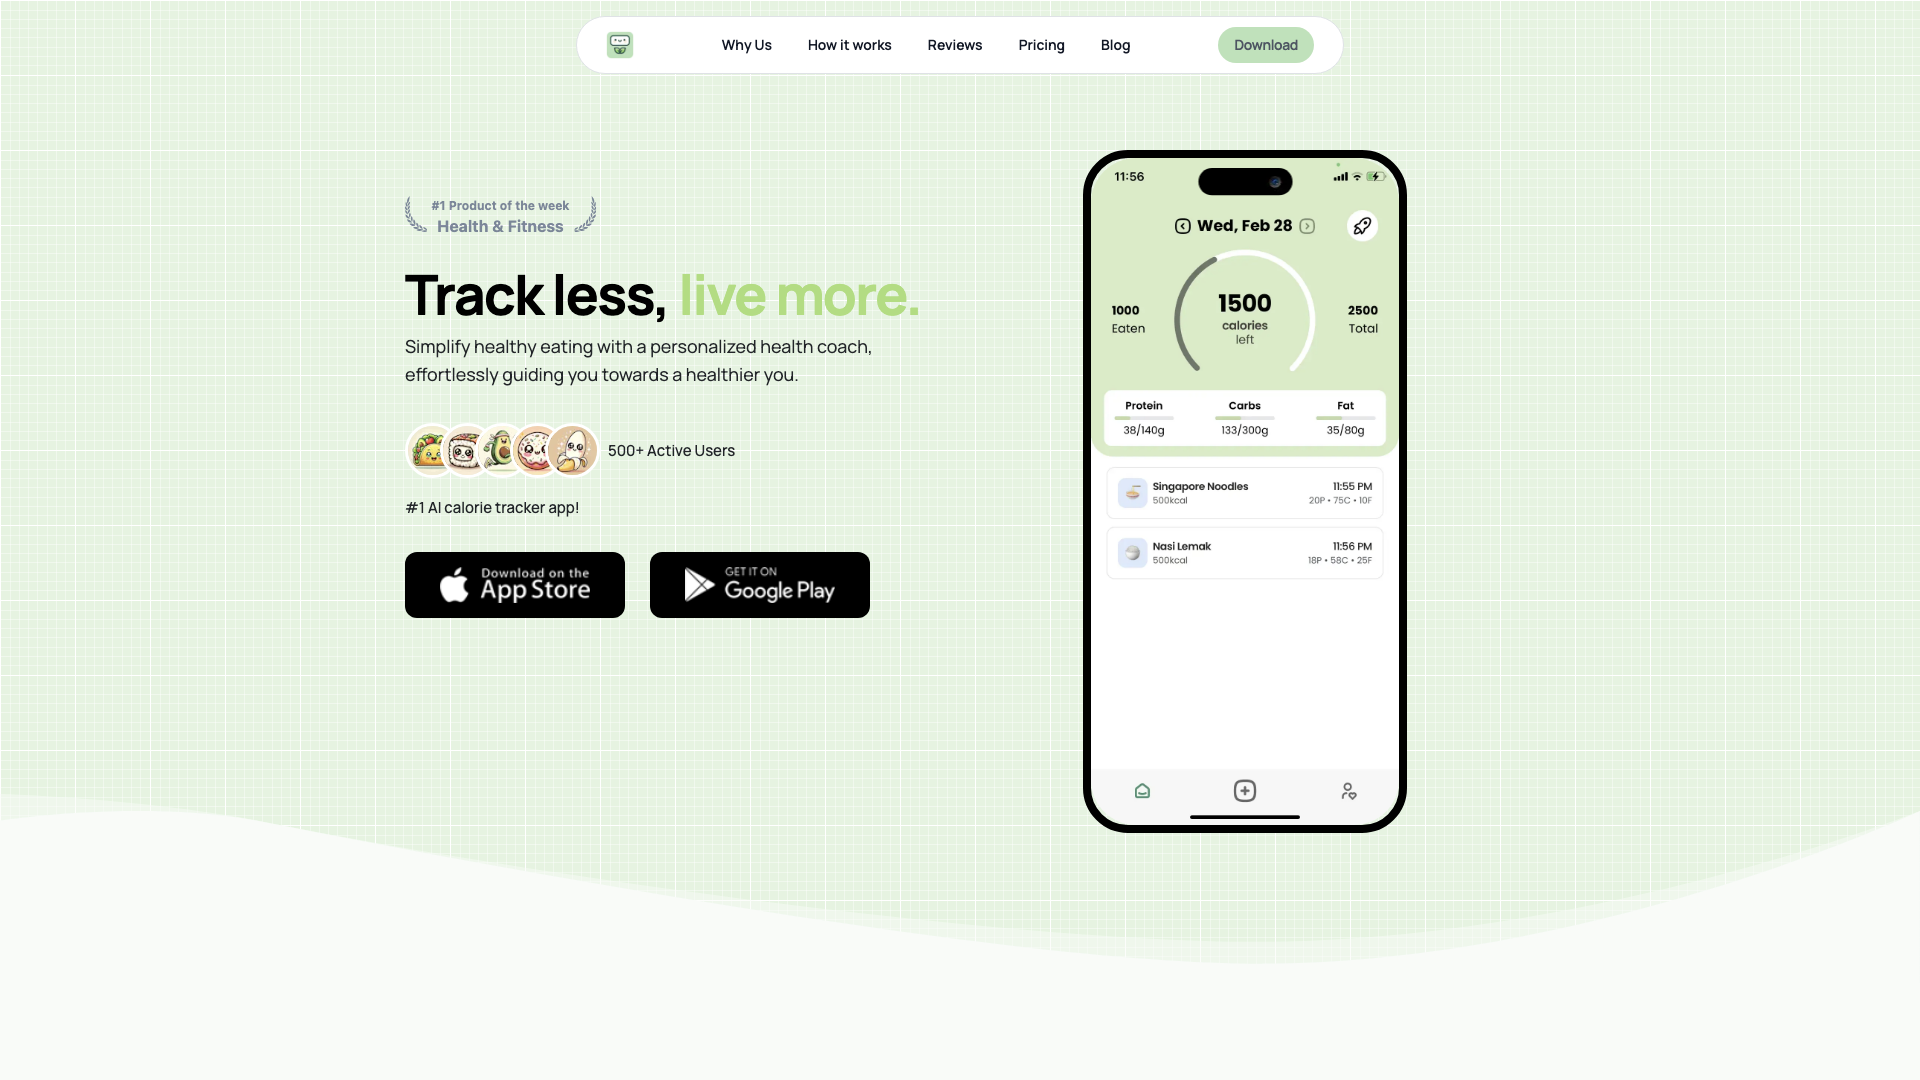 Why Us
How it works
Reviews
Pricing
Blog
Download
#1 Product of the week
Health & Fitness
Track less, live more.
Simplify healthy eating with a personalized health coach,
effortlessly guiding you towards a healthier you.
500+ Active Users
#1 AI calorie tracker app!
Download on the
App Store
GET IT ON
Google Play
11:56
Wed, Feb 28
1000
Eaten
1500
calories
left
2500
Total
Protein
38/140g
Carbs
133/300g
Fat
35/80g
Singapore Noodles
500kcal
11:55 PM
20P • 75C • 10F
Nasi Lemak
500kcal
11:56 PM
18P • 58C • 25F